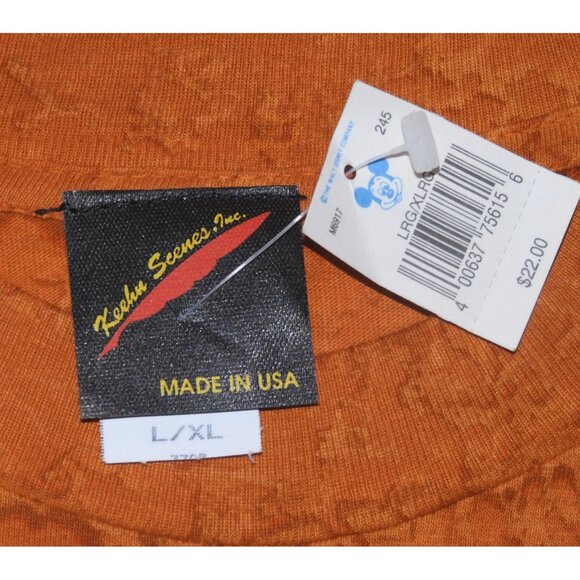 Keehn Scenes, Inc.
MADE IN USA
L/XL
©THE WALT DISNEY COMPANY
M6917
245
LRG/XLRG
4 00637 75615 6
$22.00